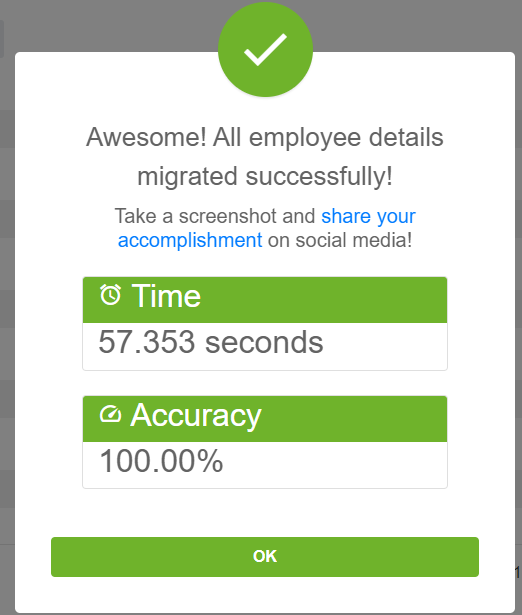 Awesome! All employee details
migrated successfully!
Take a screenshot and share your
accomplishment on social media!
Time
57.353 seconds
Accuracy
100.00%
OK
1